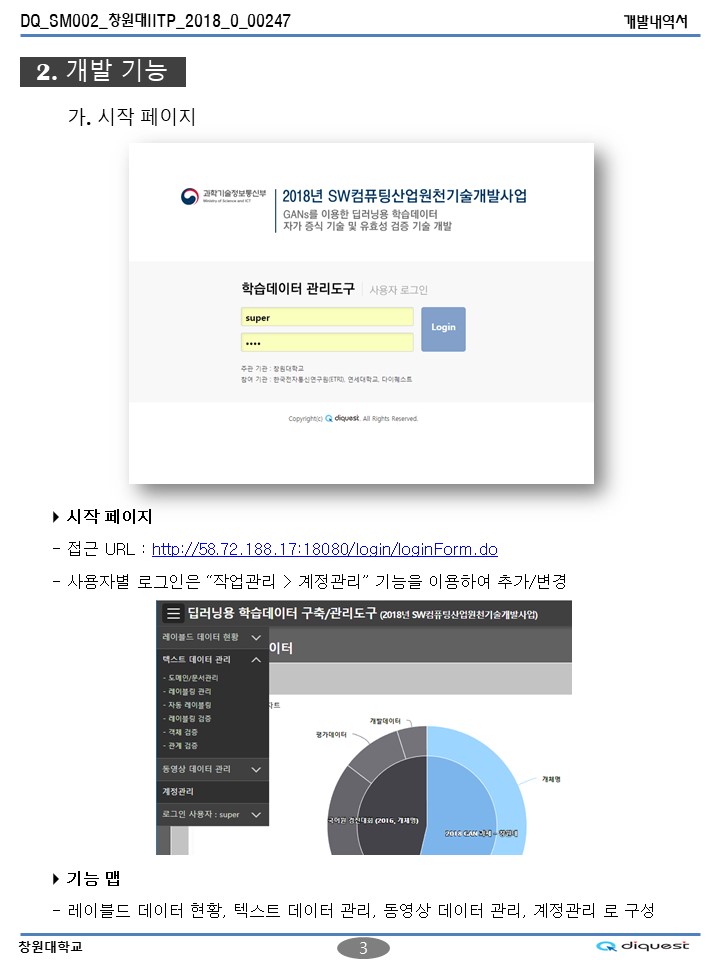 DQ_SM002_창원대IITP_2018_0_00247
개발내역서
2. 개발 기능
가. 시작 페이지
과학기술정보통신부
Ministry of Science and ICT
2018년 SW컴퓨팅산업원천기술개발사업
GANs를 이용한 딥러닝용 학습데이터
자가 증식 기술 및 유효성 검증 기술 개발
학습데이터 관리도구 사용자 로그인
super
Login
••••
주관 기관 : 창원대학교
참여 기관 : 한국전자통신연구원(ETRI), 연세대학교, 다이퀘스트
Copyright(c) diquest. All Rights Reserved.
시작 페이지
- 접근 URL : http://58.72.188.17:18080/login/loginForm.do
- 사용자별 로그인은 “작업관리 > 계정관리” 기능을 이용하여 추가/변경
딥러닝용 학습데이터 구축/관리도구 (2018년 SW컴퓨팅산업원천기술개발사업)
레이블드 데이터 현황
이터
텍스트 데이터 관리
- 도메인/문서관리
- 레이블링 관리
- 자동 레이블링
차트
- 레이블링 검증
- 객체 검증
- 관계 검증
개발데이터
평가데이터
동영상 데이터 관리
개체명
계정관리
로그인 사용자 : super
(2016, 개체명)
2018 GAN
기능 맵
- 레이블드 데이터 현황, 텍스트 데이터 관리, 동영상 데이터 관리, 계정관리 로 구성
창원대학교
3
diquest